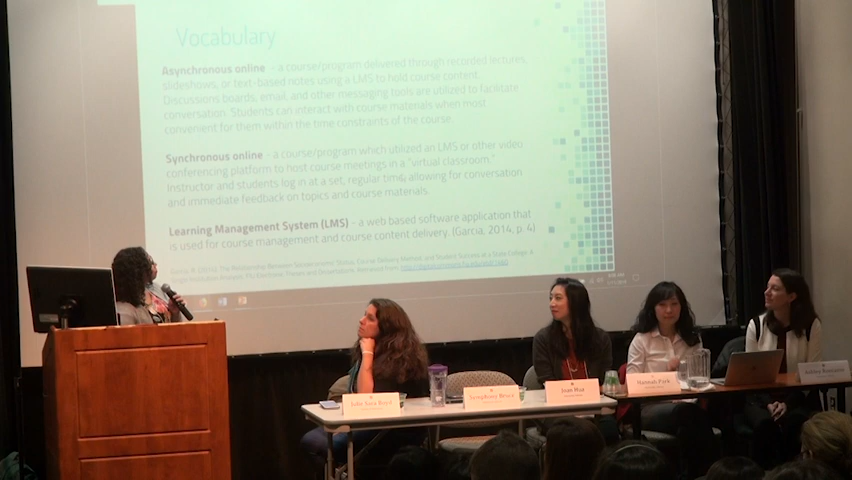 Vocabulary
Asynchronous online - a course/program delivered through recorded lectures,
slideshows, or text-based notes using a LMS to hold course content.
Discussions boards, email, and other messaging tools are utilized to facilitate
conversation. Students can interact with course materials when most
convenient for them within the time constraints of the course.
Synchronous online - a course/program which utilized an LMS or other video
conferencing platform to host course meetings in a "virtual classroom."
Instructor and students log in at a set, regular time, allowing for conversation
and immediate feedback on topics and course materials.
Learning Management System (LMS) - a web based software application that
is used for course management and course content delivery. (Garcia, 2014, p. 4)
Hannah Park